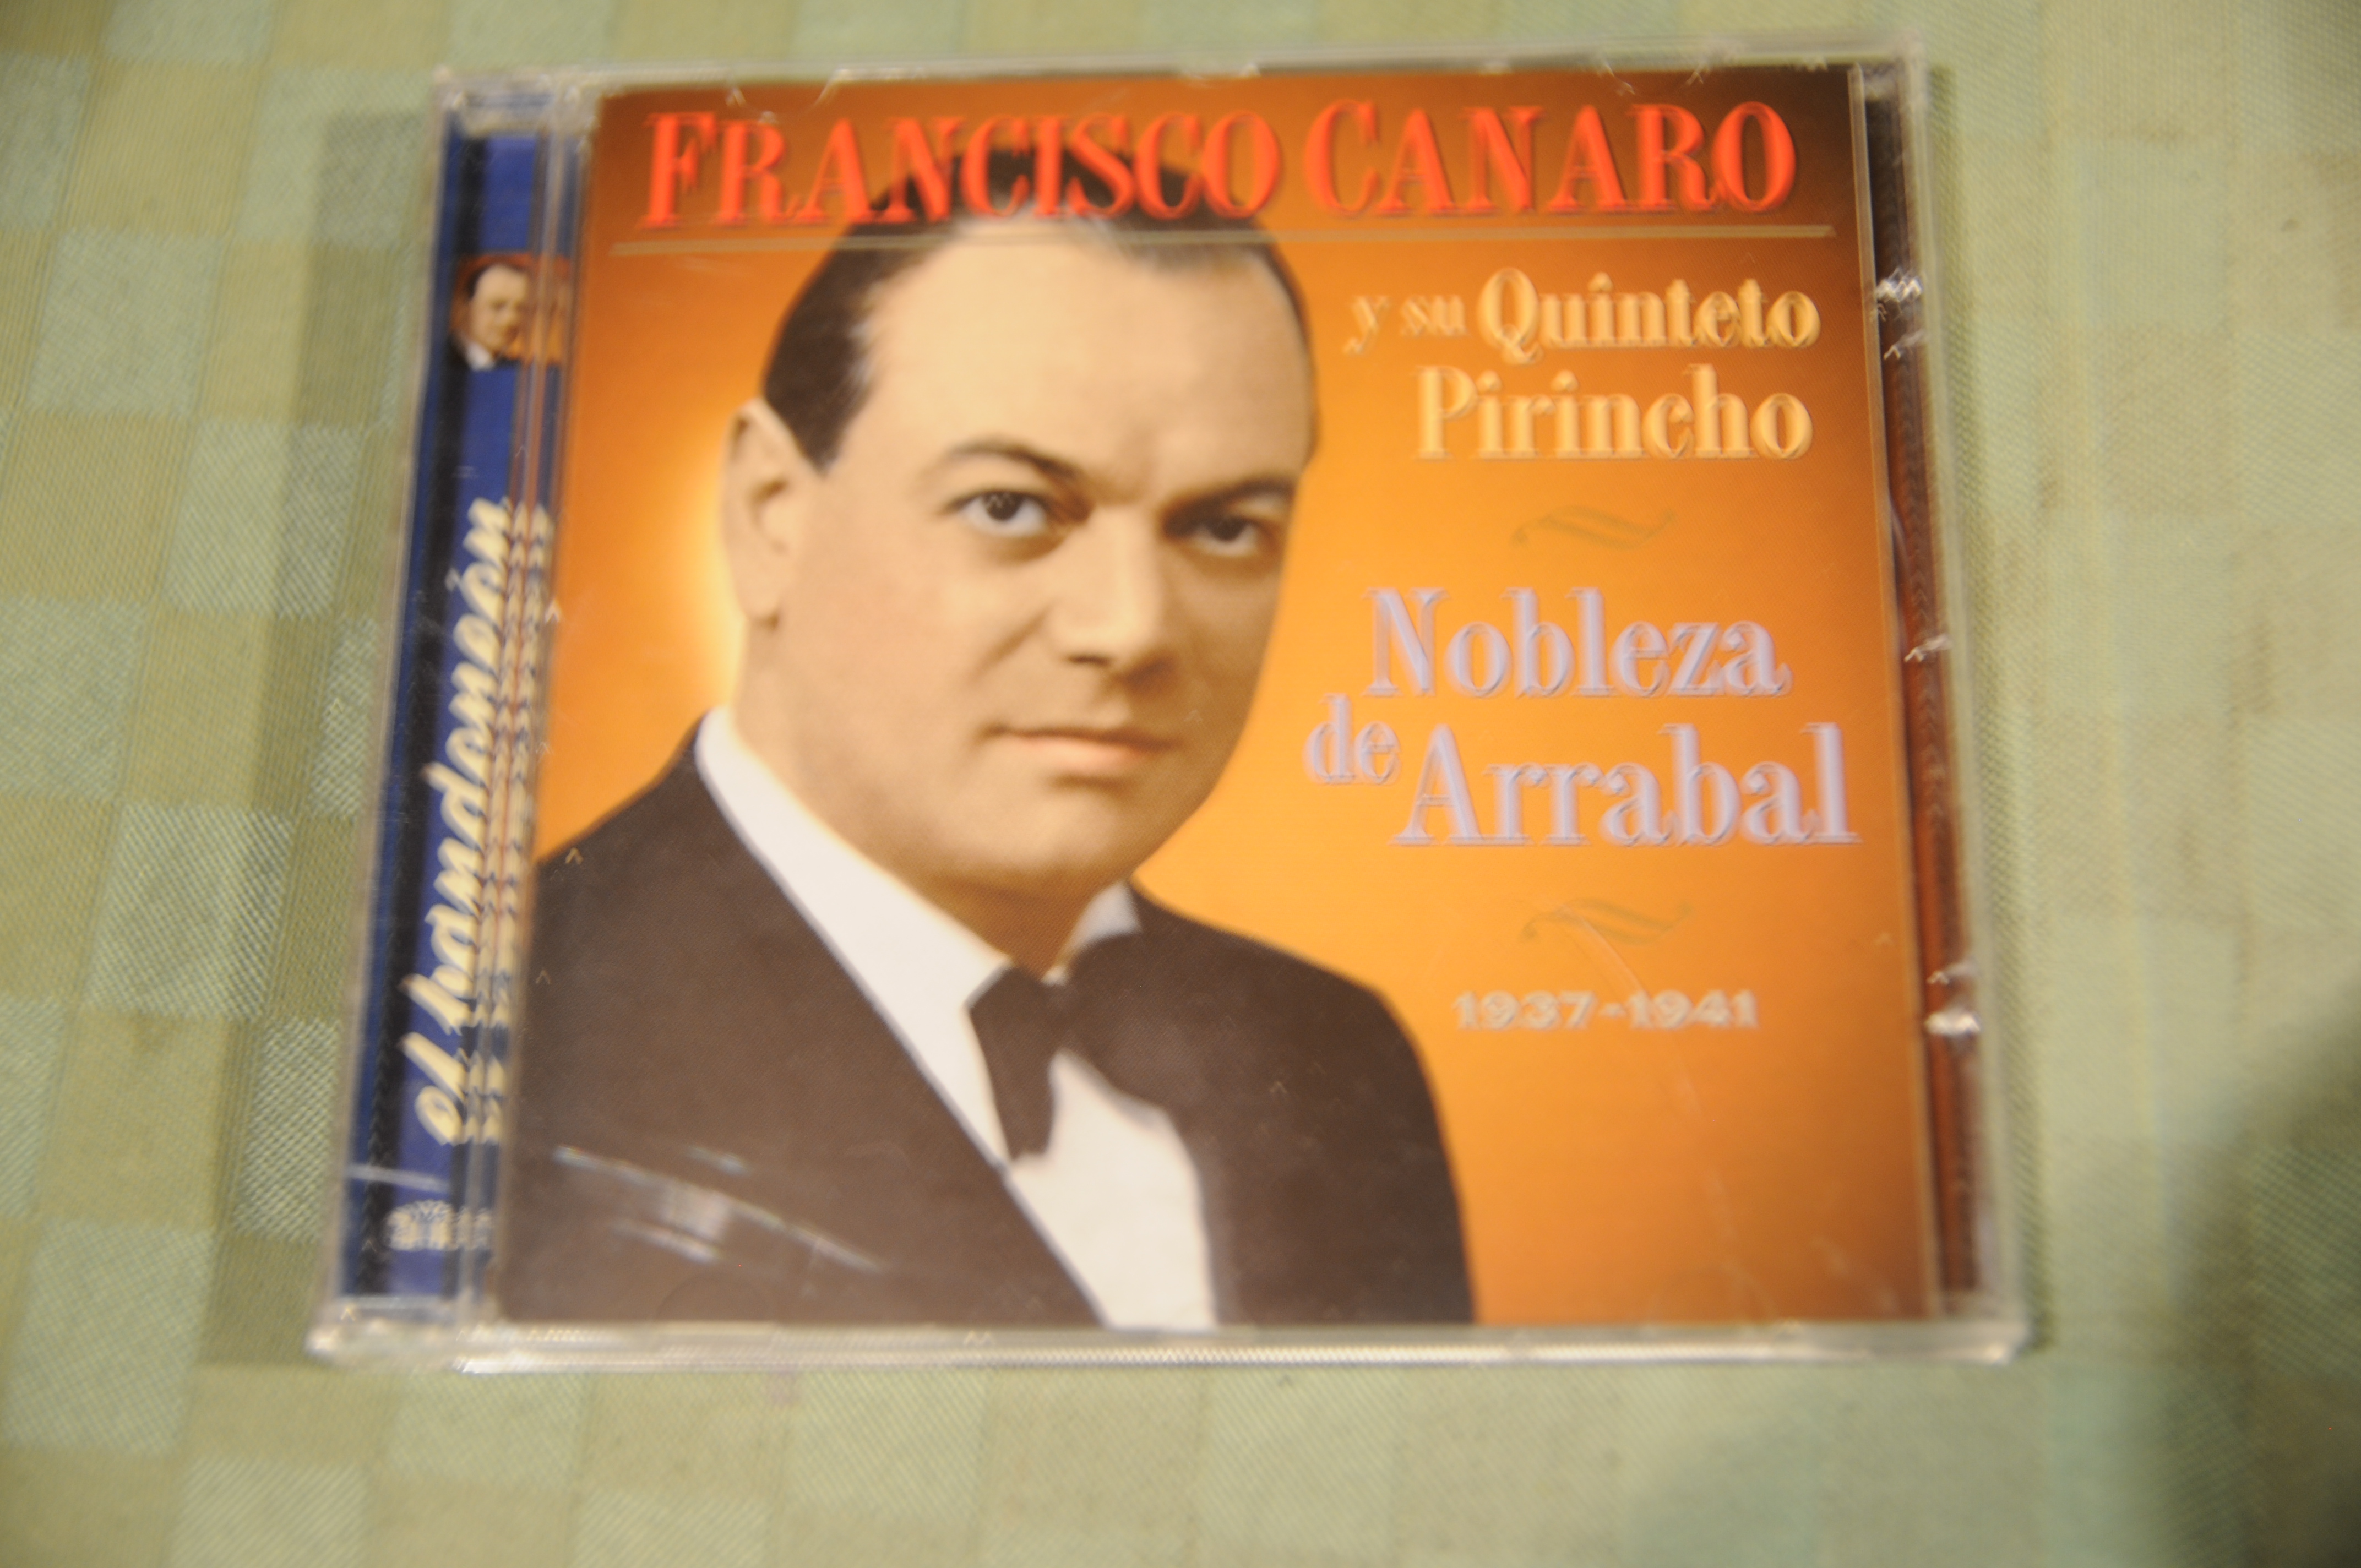 FRANCISCO CANARO
y su Quinteto
Pirincho
Nobleza
de Arrabal
1937-1941
el bandoneón